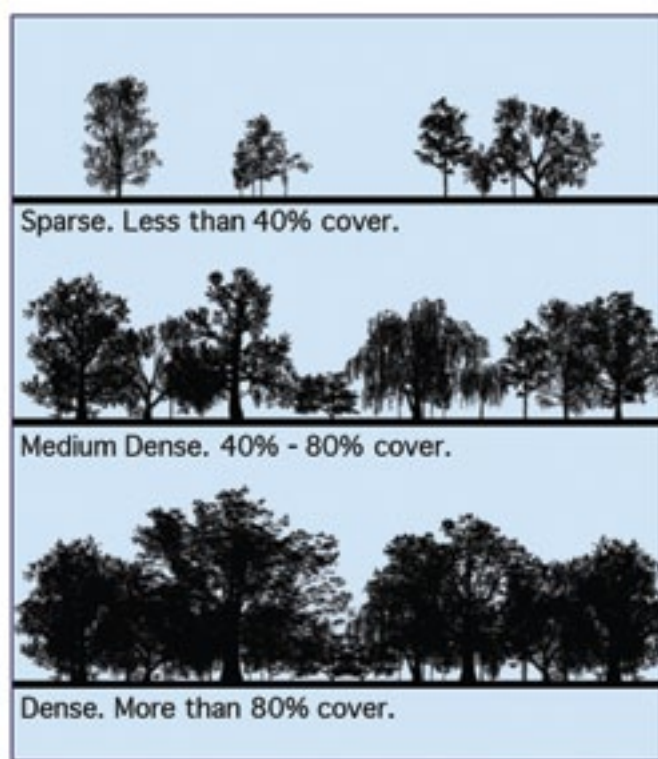 Sparse. Less than 40% cover.
Medium Dense. 40% - 80% cover.
Dense. More than 80% cover.